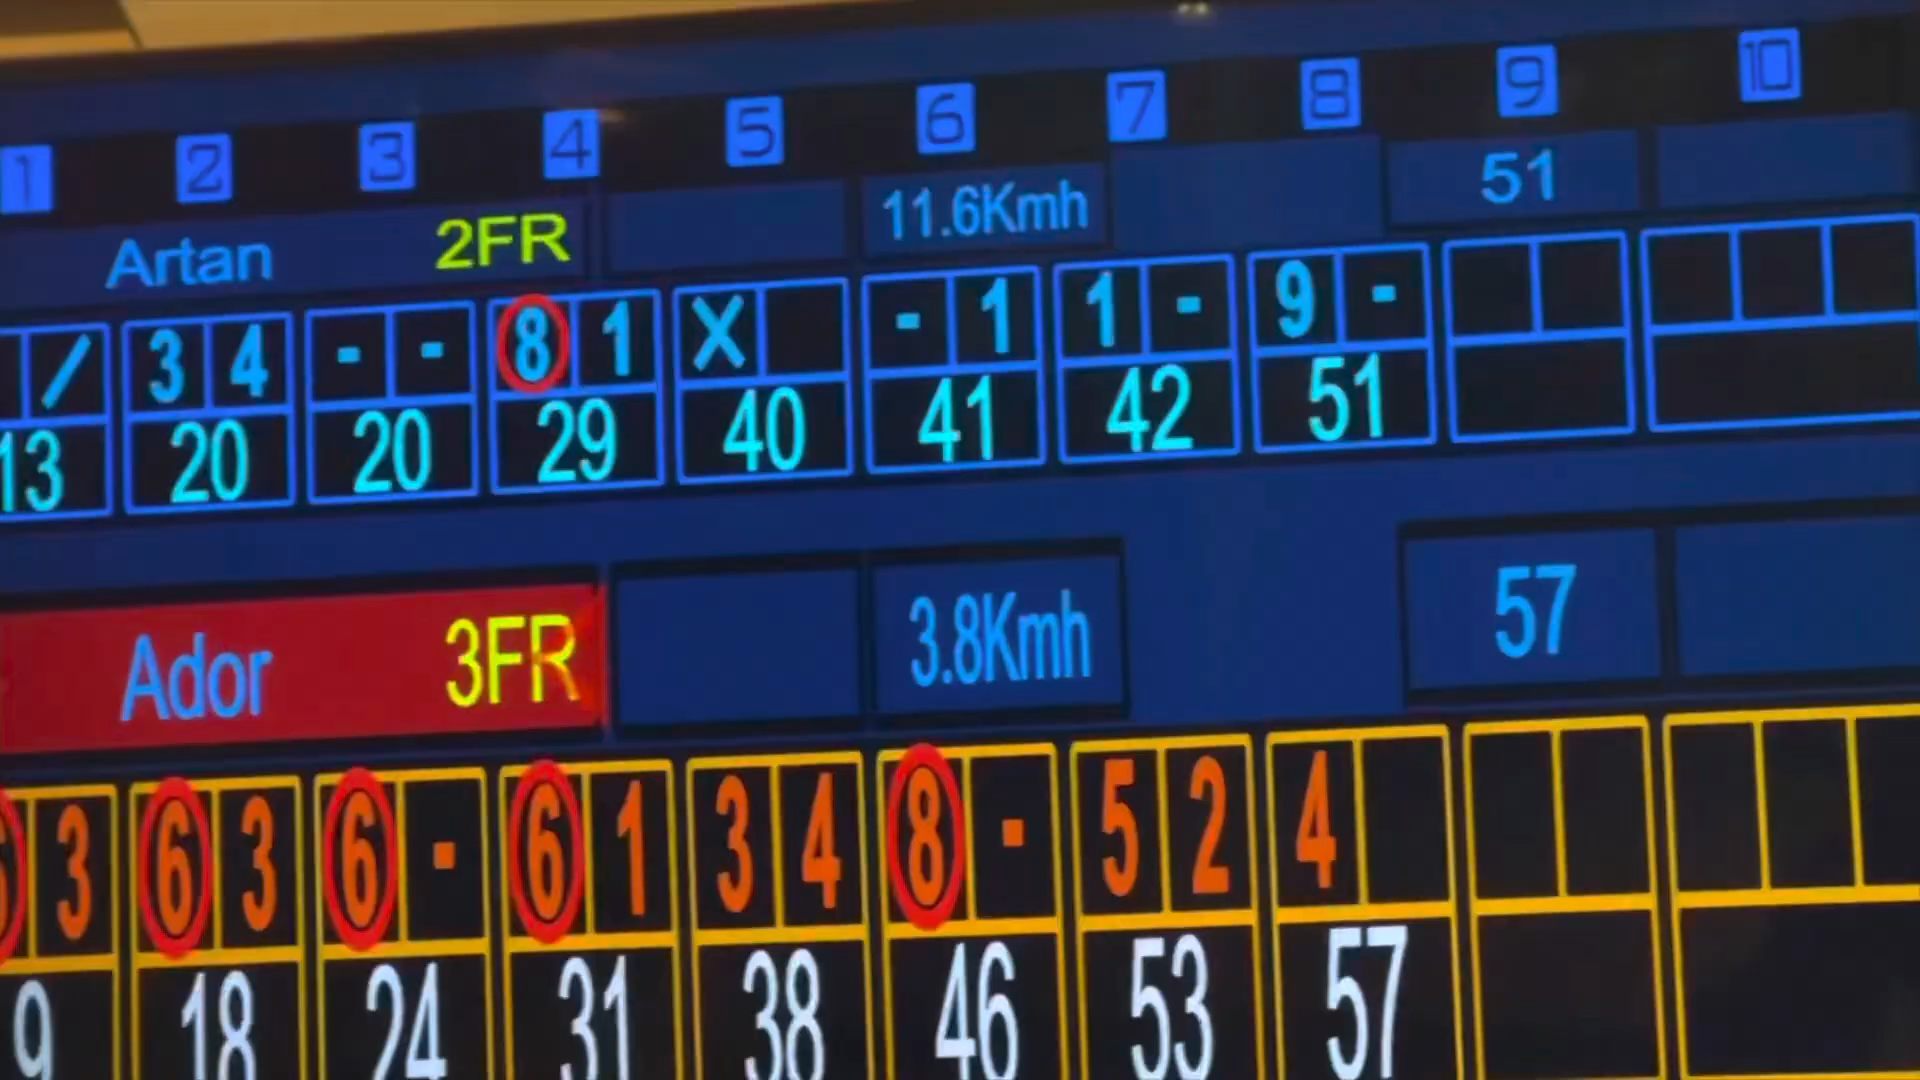 1 2 3 4 5 6 7 8 9 10
Artan 2FR 11.6Kmh 51
/ 3 4 - - 8 1 X - 1 1 - 9 -
13 20 20 29 40 41 42 51
Ador 3FR 3.8Kmh 57
3 6 3 6 - 6 1 3 4 8 - 5 2 4
9 18 24 31 38 46 53 57